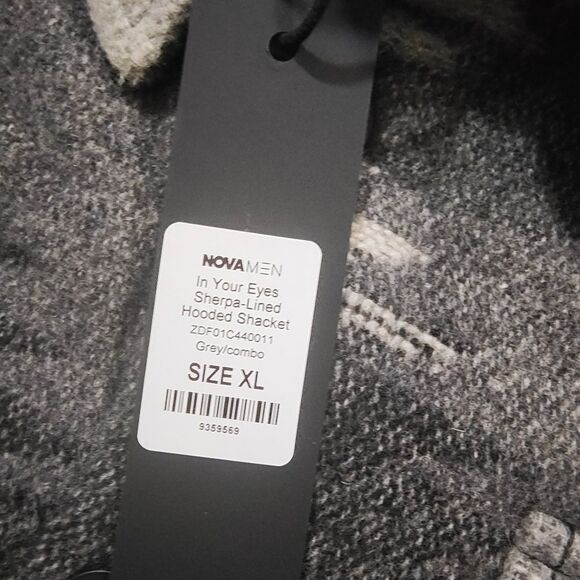 NOVAMEN
In Your Eyes
Sherpa-Lined
Hooded Shacket
ZDF01C440011
Grey/combo
SIZE XL
9359569